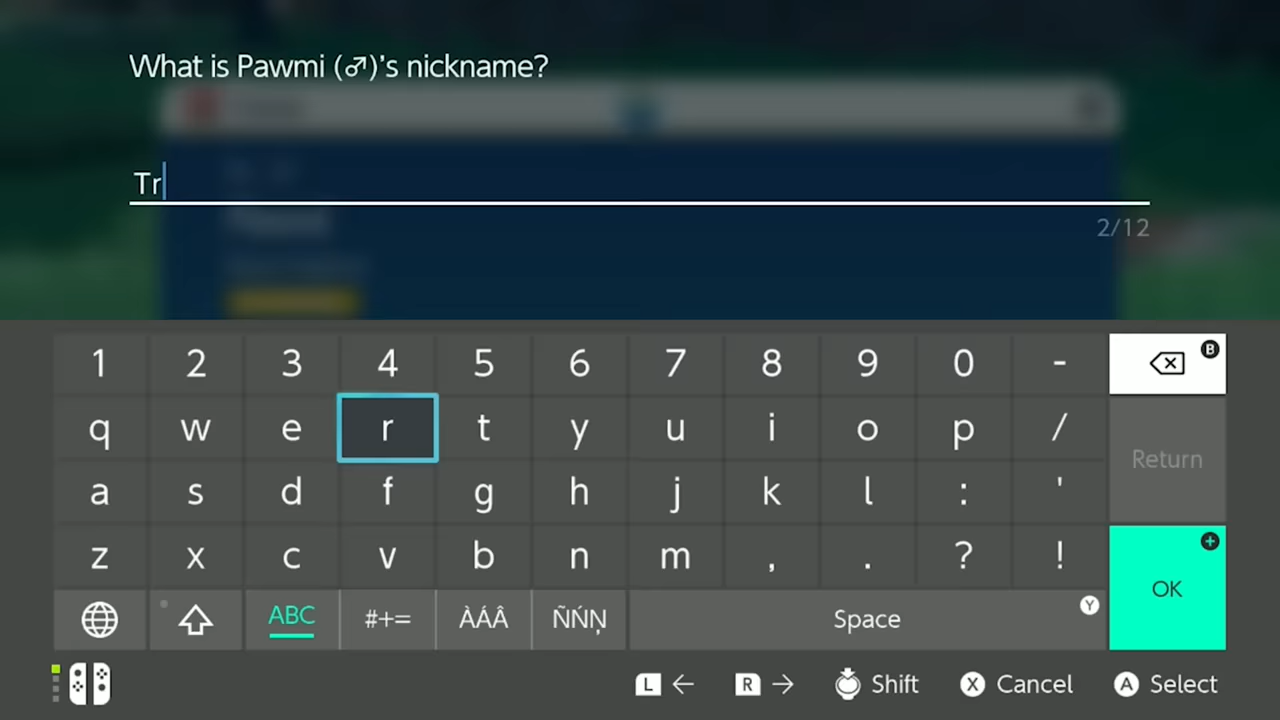 What is Pawmi (♂)'s nickname?
Tr
2/12
1 2 3 4 5 6 7 8 9 0 -
B
q w e r t y u i o p /
Return
a s d f g h j k l : '
z x c v b n m , . ? !
+
OK
ABC #+= ÀÁÂ ÑŃŅ Space Y
L ← R → Shift X Cancel A Select